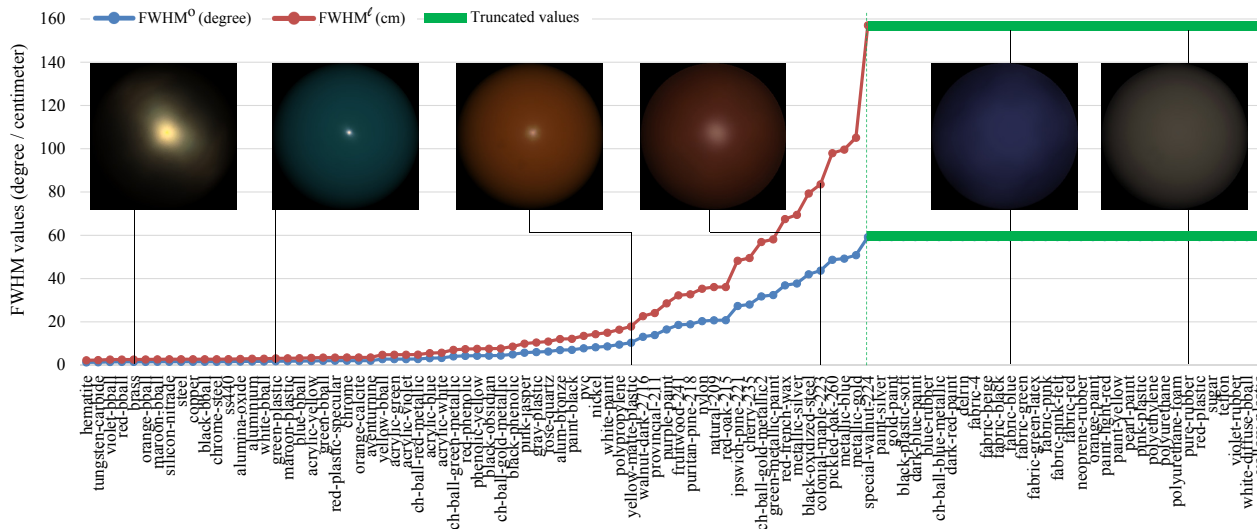 FWHMº (degree)
FWHMℓ (cm)
Truncated values
FWHM values (degree / centimeter)
160
140
120
100
80
60
40
20
0
hematite
tungsten-carbide
violet-bball
red-bball
brass
orange-bball
maroon-bball
silicon-nitrade
steel
copper
black-bball
chrome-steel
ss440
alumina-oxide
aluminium
white-bball
green-plastic
maroon-plastic
blue-bball
acrylic-yellow
green-bball
red-plastic-specular
chrome
orange-calcite
aventurnine
yellow-bball
acrylic-green
acrylic-violet
ch-ball-red-metallic
acrylic-blue
acrylic-white
ch-ball-green-metallic
red-phenolic
phenol-yellow
black-obsidian
ch-ball-gold-metallic
black-phenolic
pink-jasper
gray-plastic
rose-quartz
alum-bronze
paint-black
pvc
nickel
white-paint
polypropylene
yellow-matte-plastic
walnut-dark-216
provincial-211
purple-paint
fruitwood-241
puritan-pine-218
nylon
natural-209
red-oak-215
ipswich-pine-221
cherry-235
ch-ball-gold-metallic2
green-metallic-paint
red-french-wax
metallic-silver
black-oxidized-steel
colonial-maple-223
pickled-oak-260
metallic-blue
metallic-gold
special-walnut-224
paint-silver
gold-paint
black-plastic-soft
dark-blue-paint
blue-rubber
ch-ball-blue-metallic
dark-red-paint
delrin
fabric-4
fabric-beige
fabric-black
fabric-blue
fabric-green
fabric-green-latex
fabric-pink
fabric-pink-felt
fabric-red
neoprene-rubber
orange-paint
paint-light-red
paint-yellow
pearl-paint
pink-plastic
polyethylene
polyurethane
polyurethane-foam
pure-rubber
red-plastic
sugar
teflon
violet-rubber
white-diffuse-bball